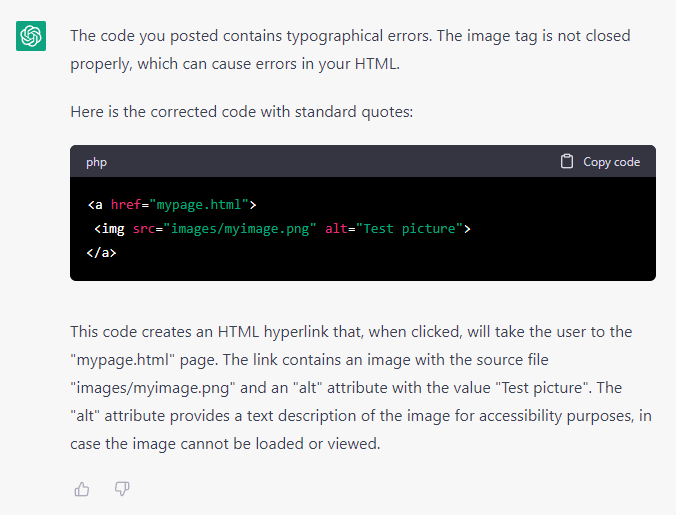 The code you posted contains typographical errors. The image tag is not closed
properly, which can cause errors in your HTML.
Here is the corrected code with standard quotes:
php Copy code
<a href="mypage.html">
<img src="images/myimage.png" alt="Test picture">
</a>
This code creates an HTML hyperlink that, when clicked, will take the user to the
"mypage.html" page. The link contains an image with the source file
"images/myimage.png" and an "alt" attribute with the value "Test picture". The
"alt" attribute provides a text description of the image for accessibility purposes, in
case the image cannot be loaded or viewed.